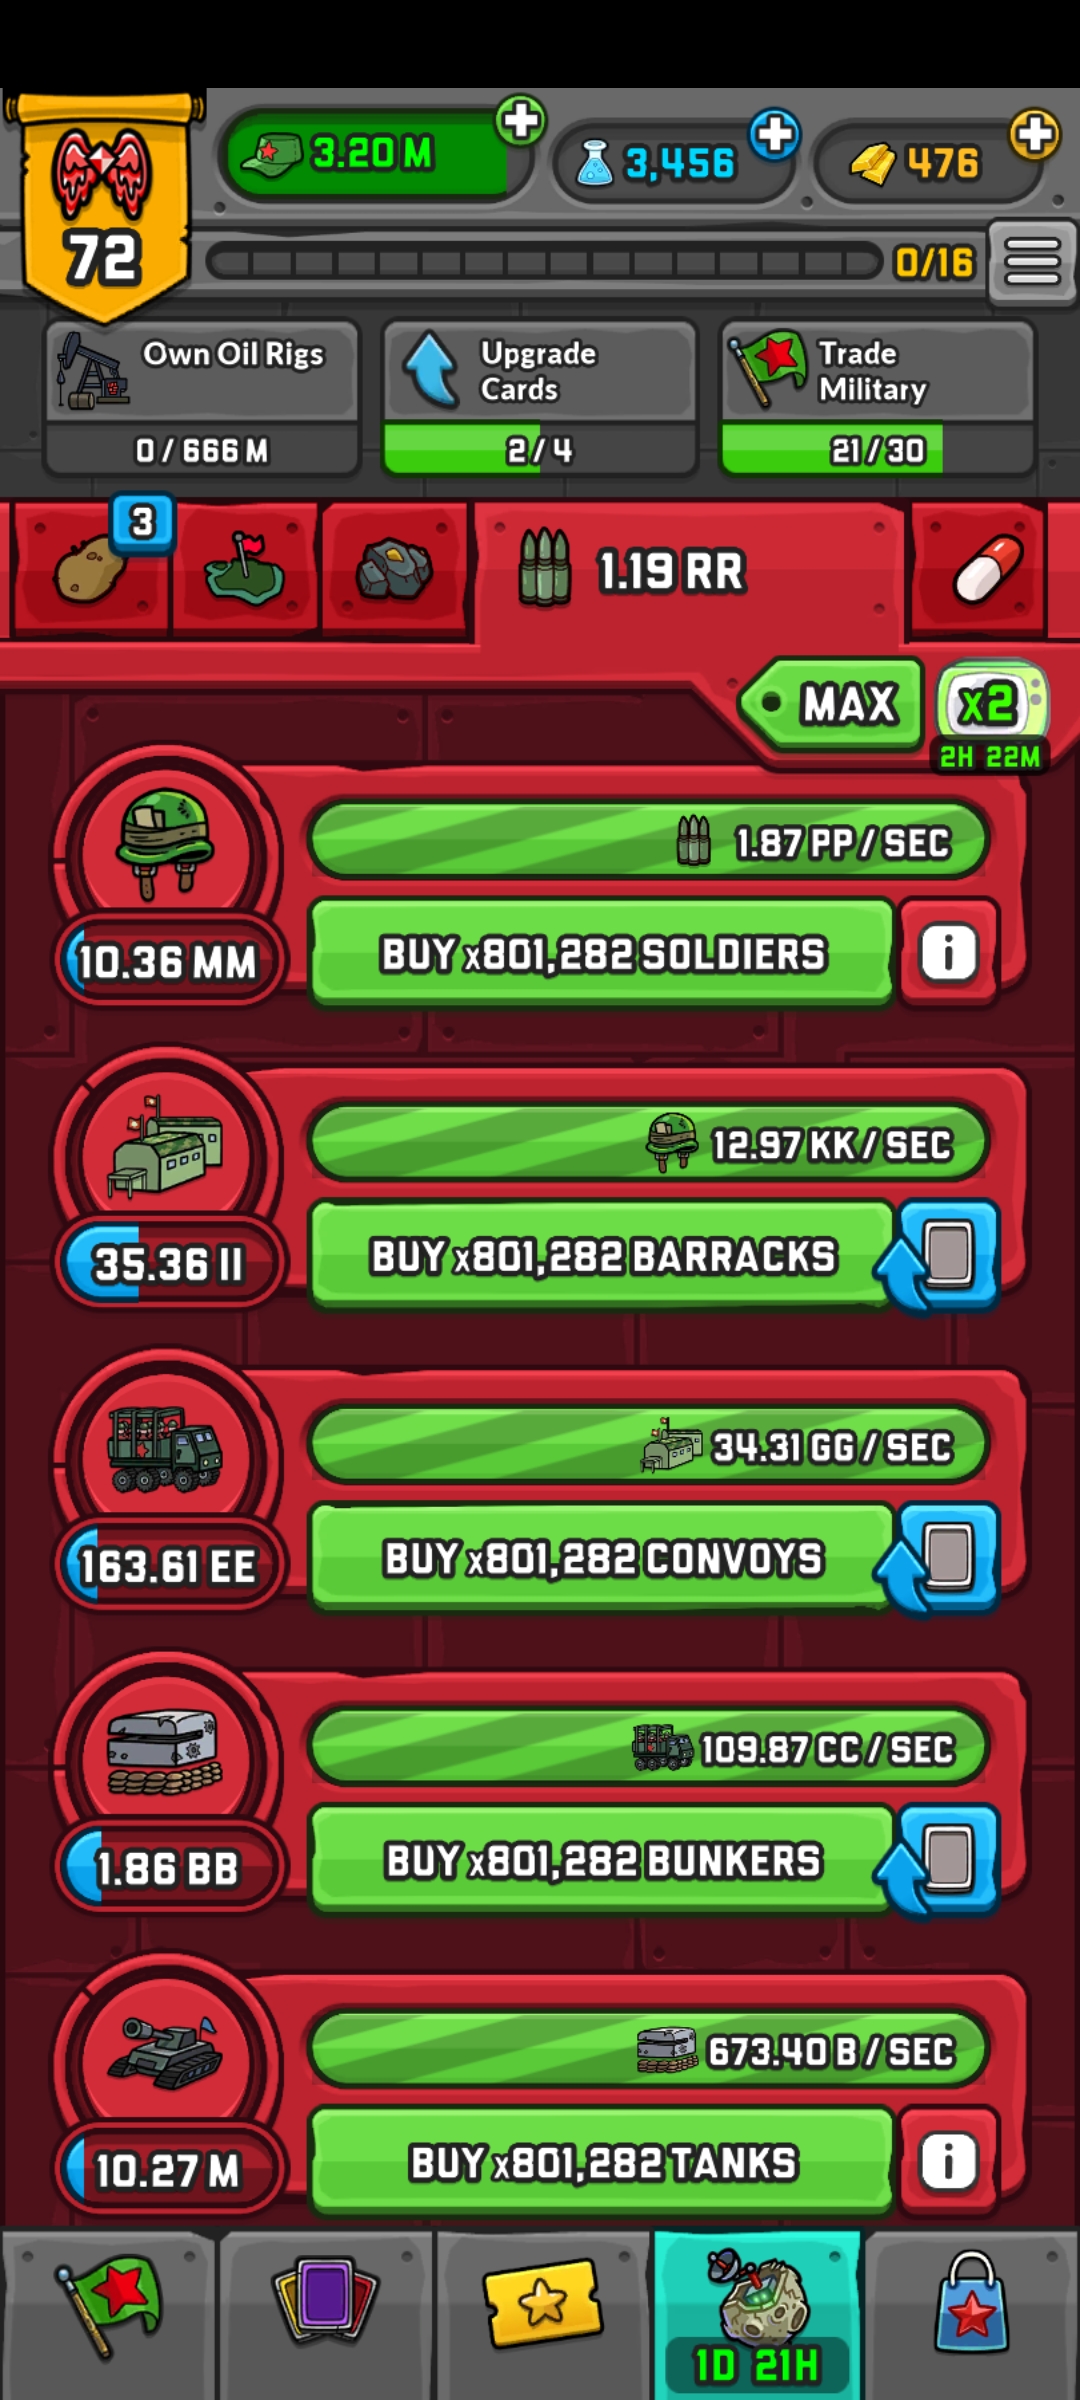 3.20 M
3,456
476
72
0/16
Own Oil Rigs
0 / 666 M
Upgrade
Cards
2 / 4
Trade
Military
21 / 30
3
1.19 RR
MAX
x2
2H 22M
1.87 PP / SEC
10.36 MM
BUY x801,282 SOLDIERS
i
12.97 KK / SEC
35.36 II
BUY x801,282 BARRACKS
34.31 GG / SEC
163.61 EE
BUY x801,282 CONVOYS
109.87 CC / SEC
1.86 BB
BUY x801,282 BUNKERS
673.40 B / SEC
10.27 M
BUY x801,282 TANKS
i
1D 21H